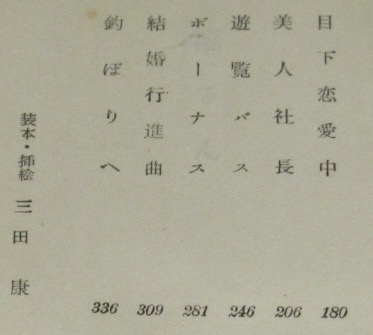 目下恋愛中 180
美人社長 206
遊覧バス 246
ボーナス 281
結婚行進曲 309
釣ぼりへ 336
装本・挿絵 三田康